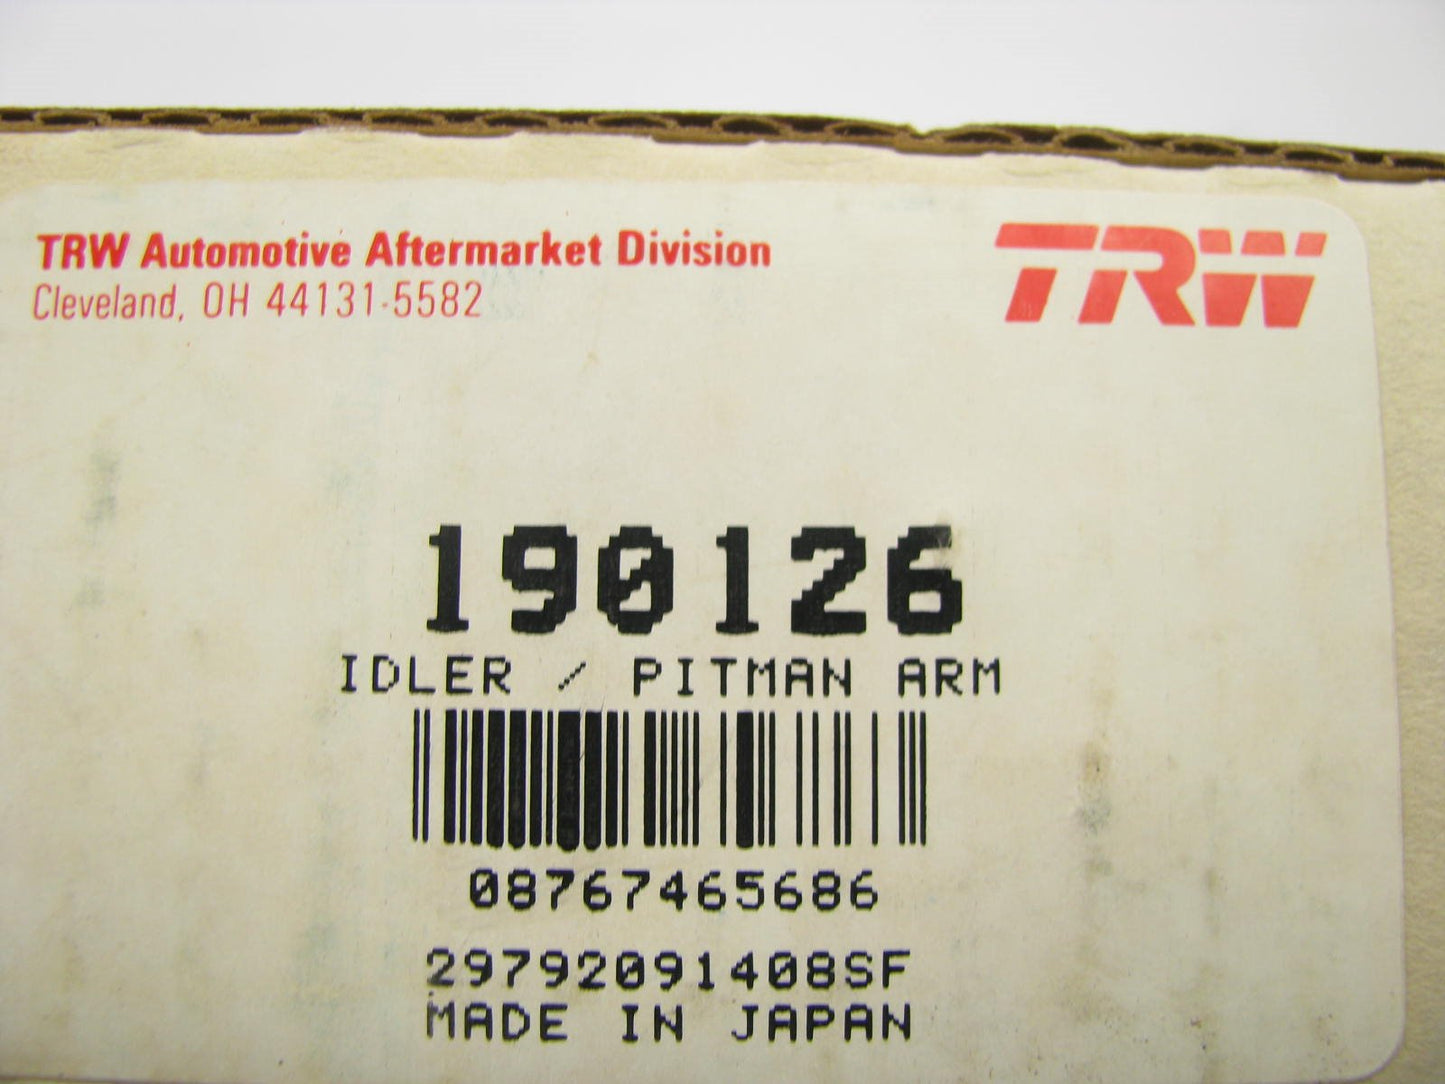 TRW Automotive Aftermarket Division
Cleveland, OH 44131-5582
TRW
190126
IDLER / PITMAN ARM
08767465686
29792091408SF
MADE IN JAPAN